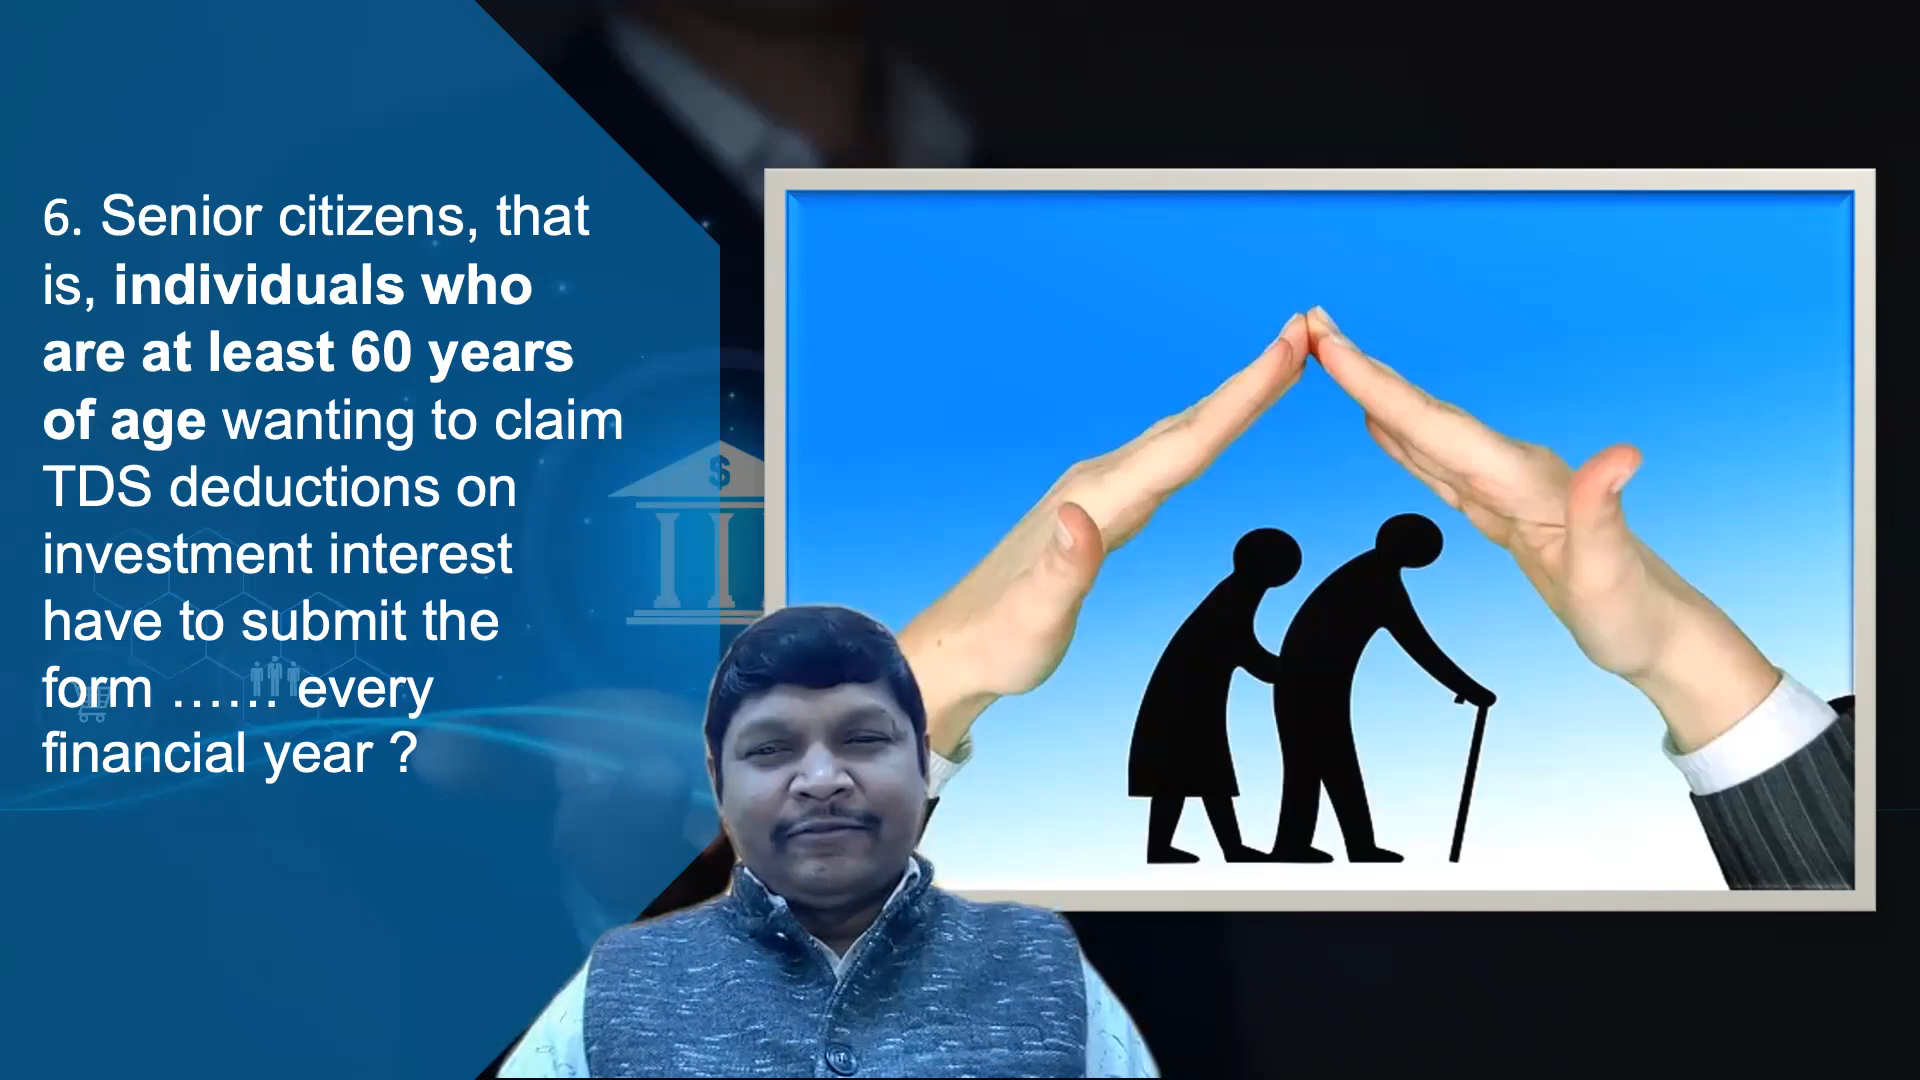 6. Senior citizens, that
is, individuals who
are at least 60 years
of age wanting to claim
TDS deductions on
investment interest
have to submit the
form …… every
financial year ?
$